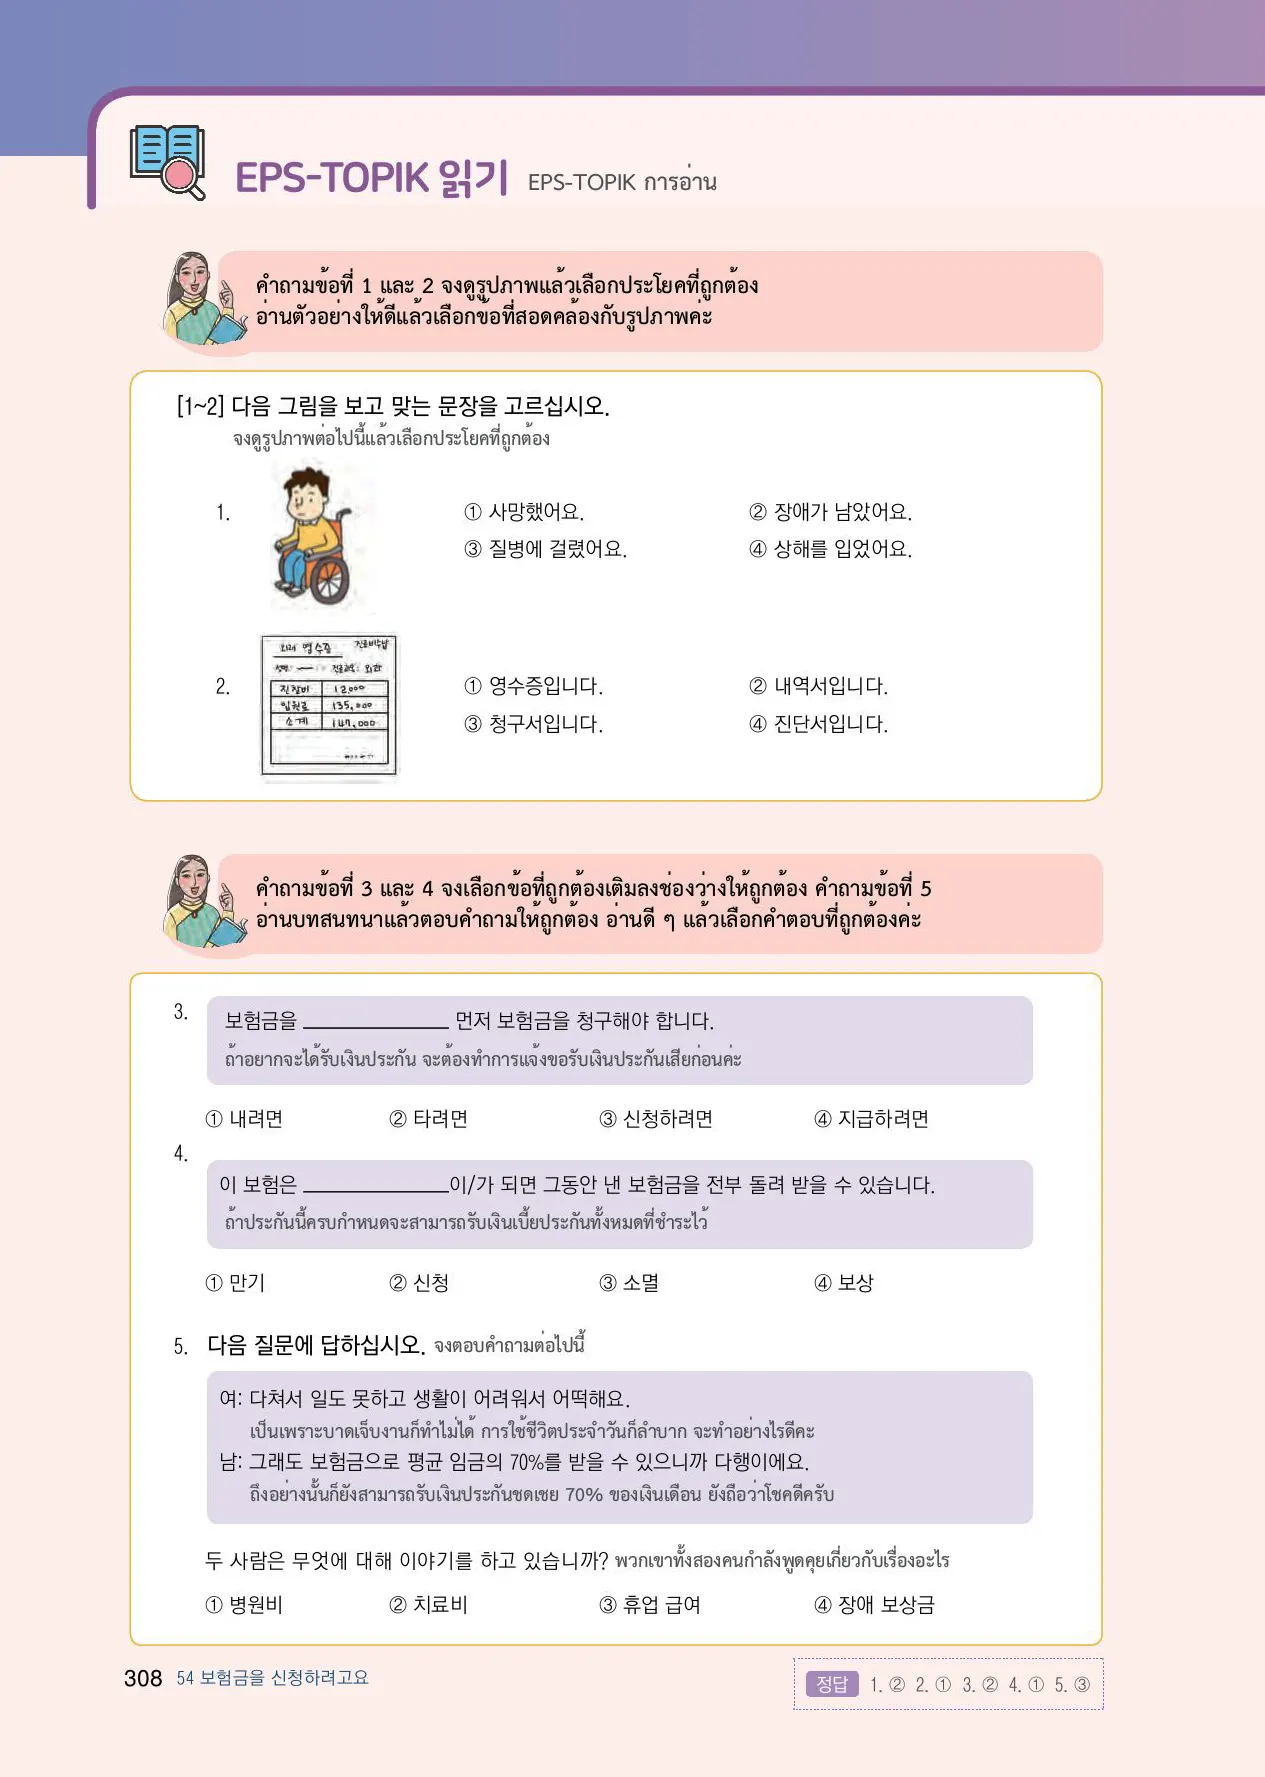 EPS-TOPIK 읽기 EPS-TOPIK การอ่าน
คำถามข้อที่ 1 และ 2 จงดูรูปภาพแล้วเลือกประโยคที่ถูกต้อง
อ่านตัวอย่างให้ดีแล้วเลือกข้อที่สอดคล้องกับรูปภาพค่ะ
[1~2] 다음 그림을 보고 맞는 문장을 고르십시오.
จงดูรูปภาพต่อไปนี้แล้วเลือกประโยคที่ถูกต้อง
1.
① 사망했어요. ② 장애가 남았어요.
③ 질병에 걸렸어요. ④ 상해를 입었어요.
2.
영수증
진찰비 12,000
입원료 135,000
소계 147,000
① 영수증입니다. ② 내역서입니다.
③ 청구서입니다. ④ 진단서입니다.
คำถามข้อที่ 3 และ 4 จงเลือกข้อที่ถูกต้องเติมลงช่องว่างให้ถูกต้อง คำถามข้อที่ 5
อ่านบทสนทนาแล้วตอบคำถามให้ถูกต้อง อ่านดี ๆ แล้วเลือกคำตอบที่ถูกต้องค่ะ
3. 보험금을 ______________ 먼저 보험금을 청구해야 합니다.
ถ้าอยากจะได้รับเงินประกัน จะต้องทำการแจ้งขอรับเงินประกันเสียก่อนค่ะ
① 내려면 ② 타려면 ③ 신청하려면 ④ 지급하려면
4.
이 보험은 ______________이/가 되면 그동안 낸 보험금을 전부 돌려 받을 수 있습니다.
ถ้าประกันนี้ครบกำหนดจะสามารถรับเงินเบี้ยประกันทั้งหมดที่ชำระไว้
① 만기 ② 신청 ③ 소멸 ④ 보상
5. 다음 질문에 답하십시오. จงตอบคำถามต่อไปนี้
여: 다쳐서 일도 못하고 생활이 어려워서 어떡해요.
เป็นเพราะบาดเจ็บงานก็ทำไม่ได้ การใช้ชีวิตประจำวันก็ลำบาก จะทำอย่างไรดีคะ
남: 그래도 보험금으로 평균 임금의 70%를 받을 수 있으니까 다행이에요.
ถึงอย่างนั้นก็ยังสามารถรับเงินประกันชดเชย 70% ของเงินเดือน ยังถือว่าโชคดีครับ
두 사람은 무엇에 대해 이야기를 하고 있습니까? พวกเขาทั้งสองคนกำลังพูดคุยเกี่ยวกับเรื่องอะไร
① 병원비 ② 치료비 ③ 휴업 급여 ④ 장애 보상금
308 54 보험금을 신청하려고요
정답 1. ② 2. ① 3. ② 4. ① 5. ③